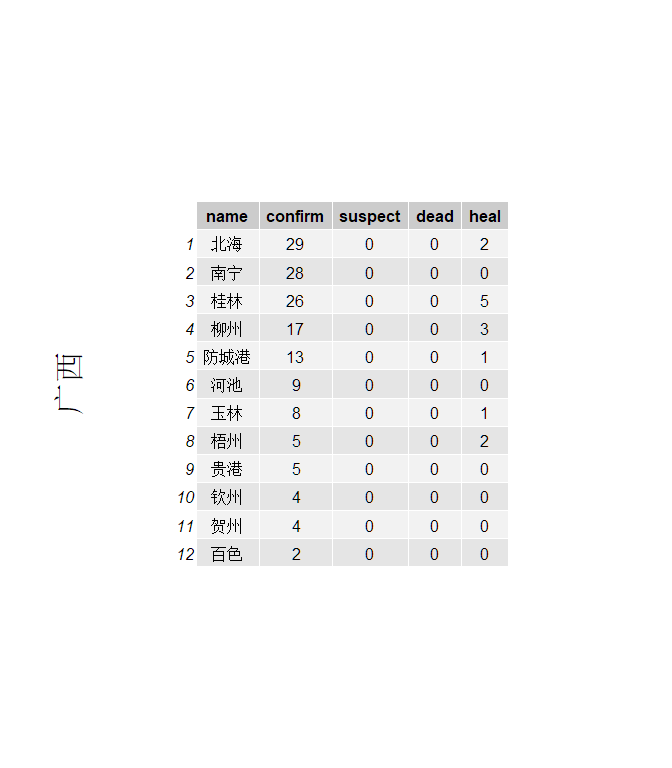 广西
name confirm suspect dead heal
1 北海 29 0 0 2
2 南宁 28 0 0 0
3 桂林 26 0 0 5
4 柳州 17 0 0 3
5 防城港 13 0 0 1
6 河池 9 0 0 0
7 玉林 8 0 0 1
8 梧州 5 0 0 2
9 贵港 5 0 0 0
10 钦州 4 0 0 0
11 贺州 4 0 0 0
12 百色 2 0 0 0